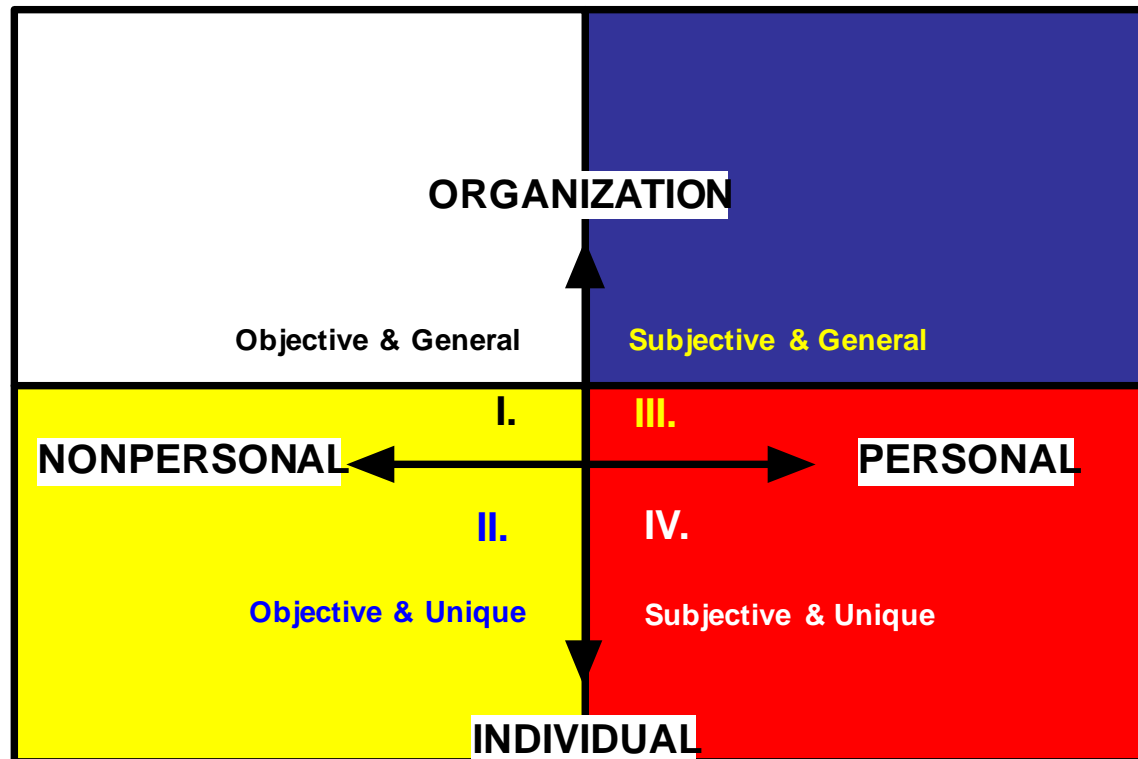 ORGANIZATION
Objective & General
Subjective & General
I.
III.
NONPERSONAL
PERSONAL
II.
IV.
Objective & Unique
Subjective & Unique
INDIVIDUAL